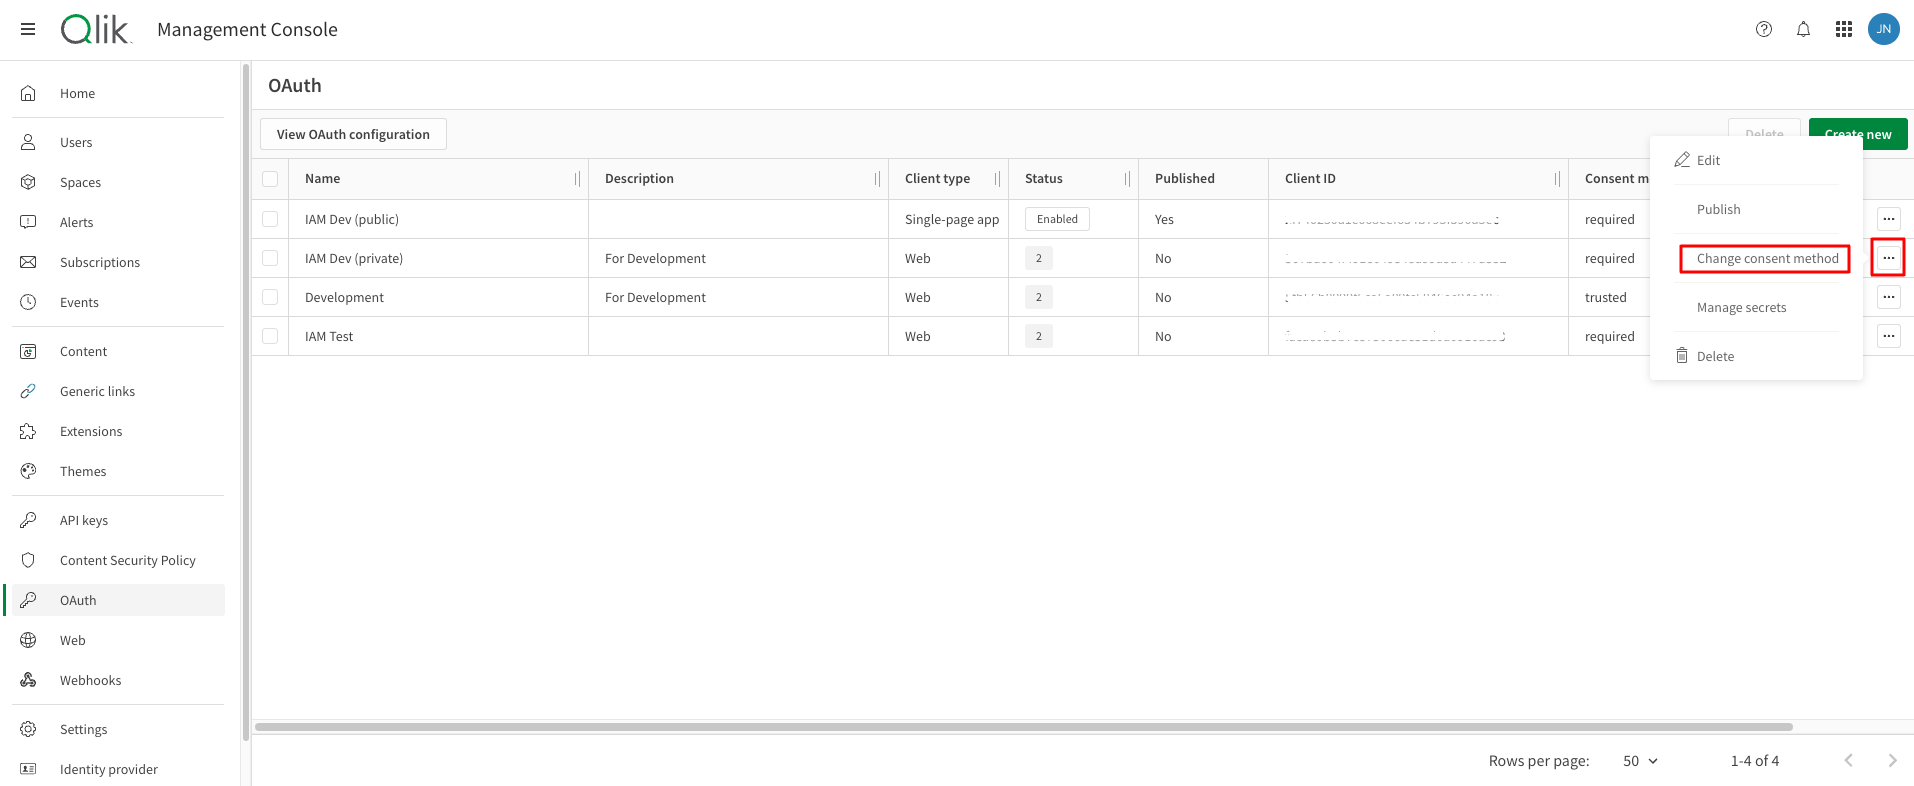 Qlik Management Console JN
Home
Users
Spaces
Alerts
Subscriptions
Events
Content
Generic links
Extensions
Themes
API keys
Content Security Policy
OAuth
Web
Webhooks
Settings
Identity provider
OAuth
View OAuth configuration Delete Create new
Name Description Client type Status Published Client ID Consent m
IAM Dev (public) Single-page app Enabled Yes required ...
IAM Dev (private) For Development Web 2 No required ...
Development For Development Web 2 No trusted ...
IAM Test Web 2 No required ...
Edit
Publish
Change consent method
Manage secrets
Delete
Rows per page: 50 1-4 of 4